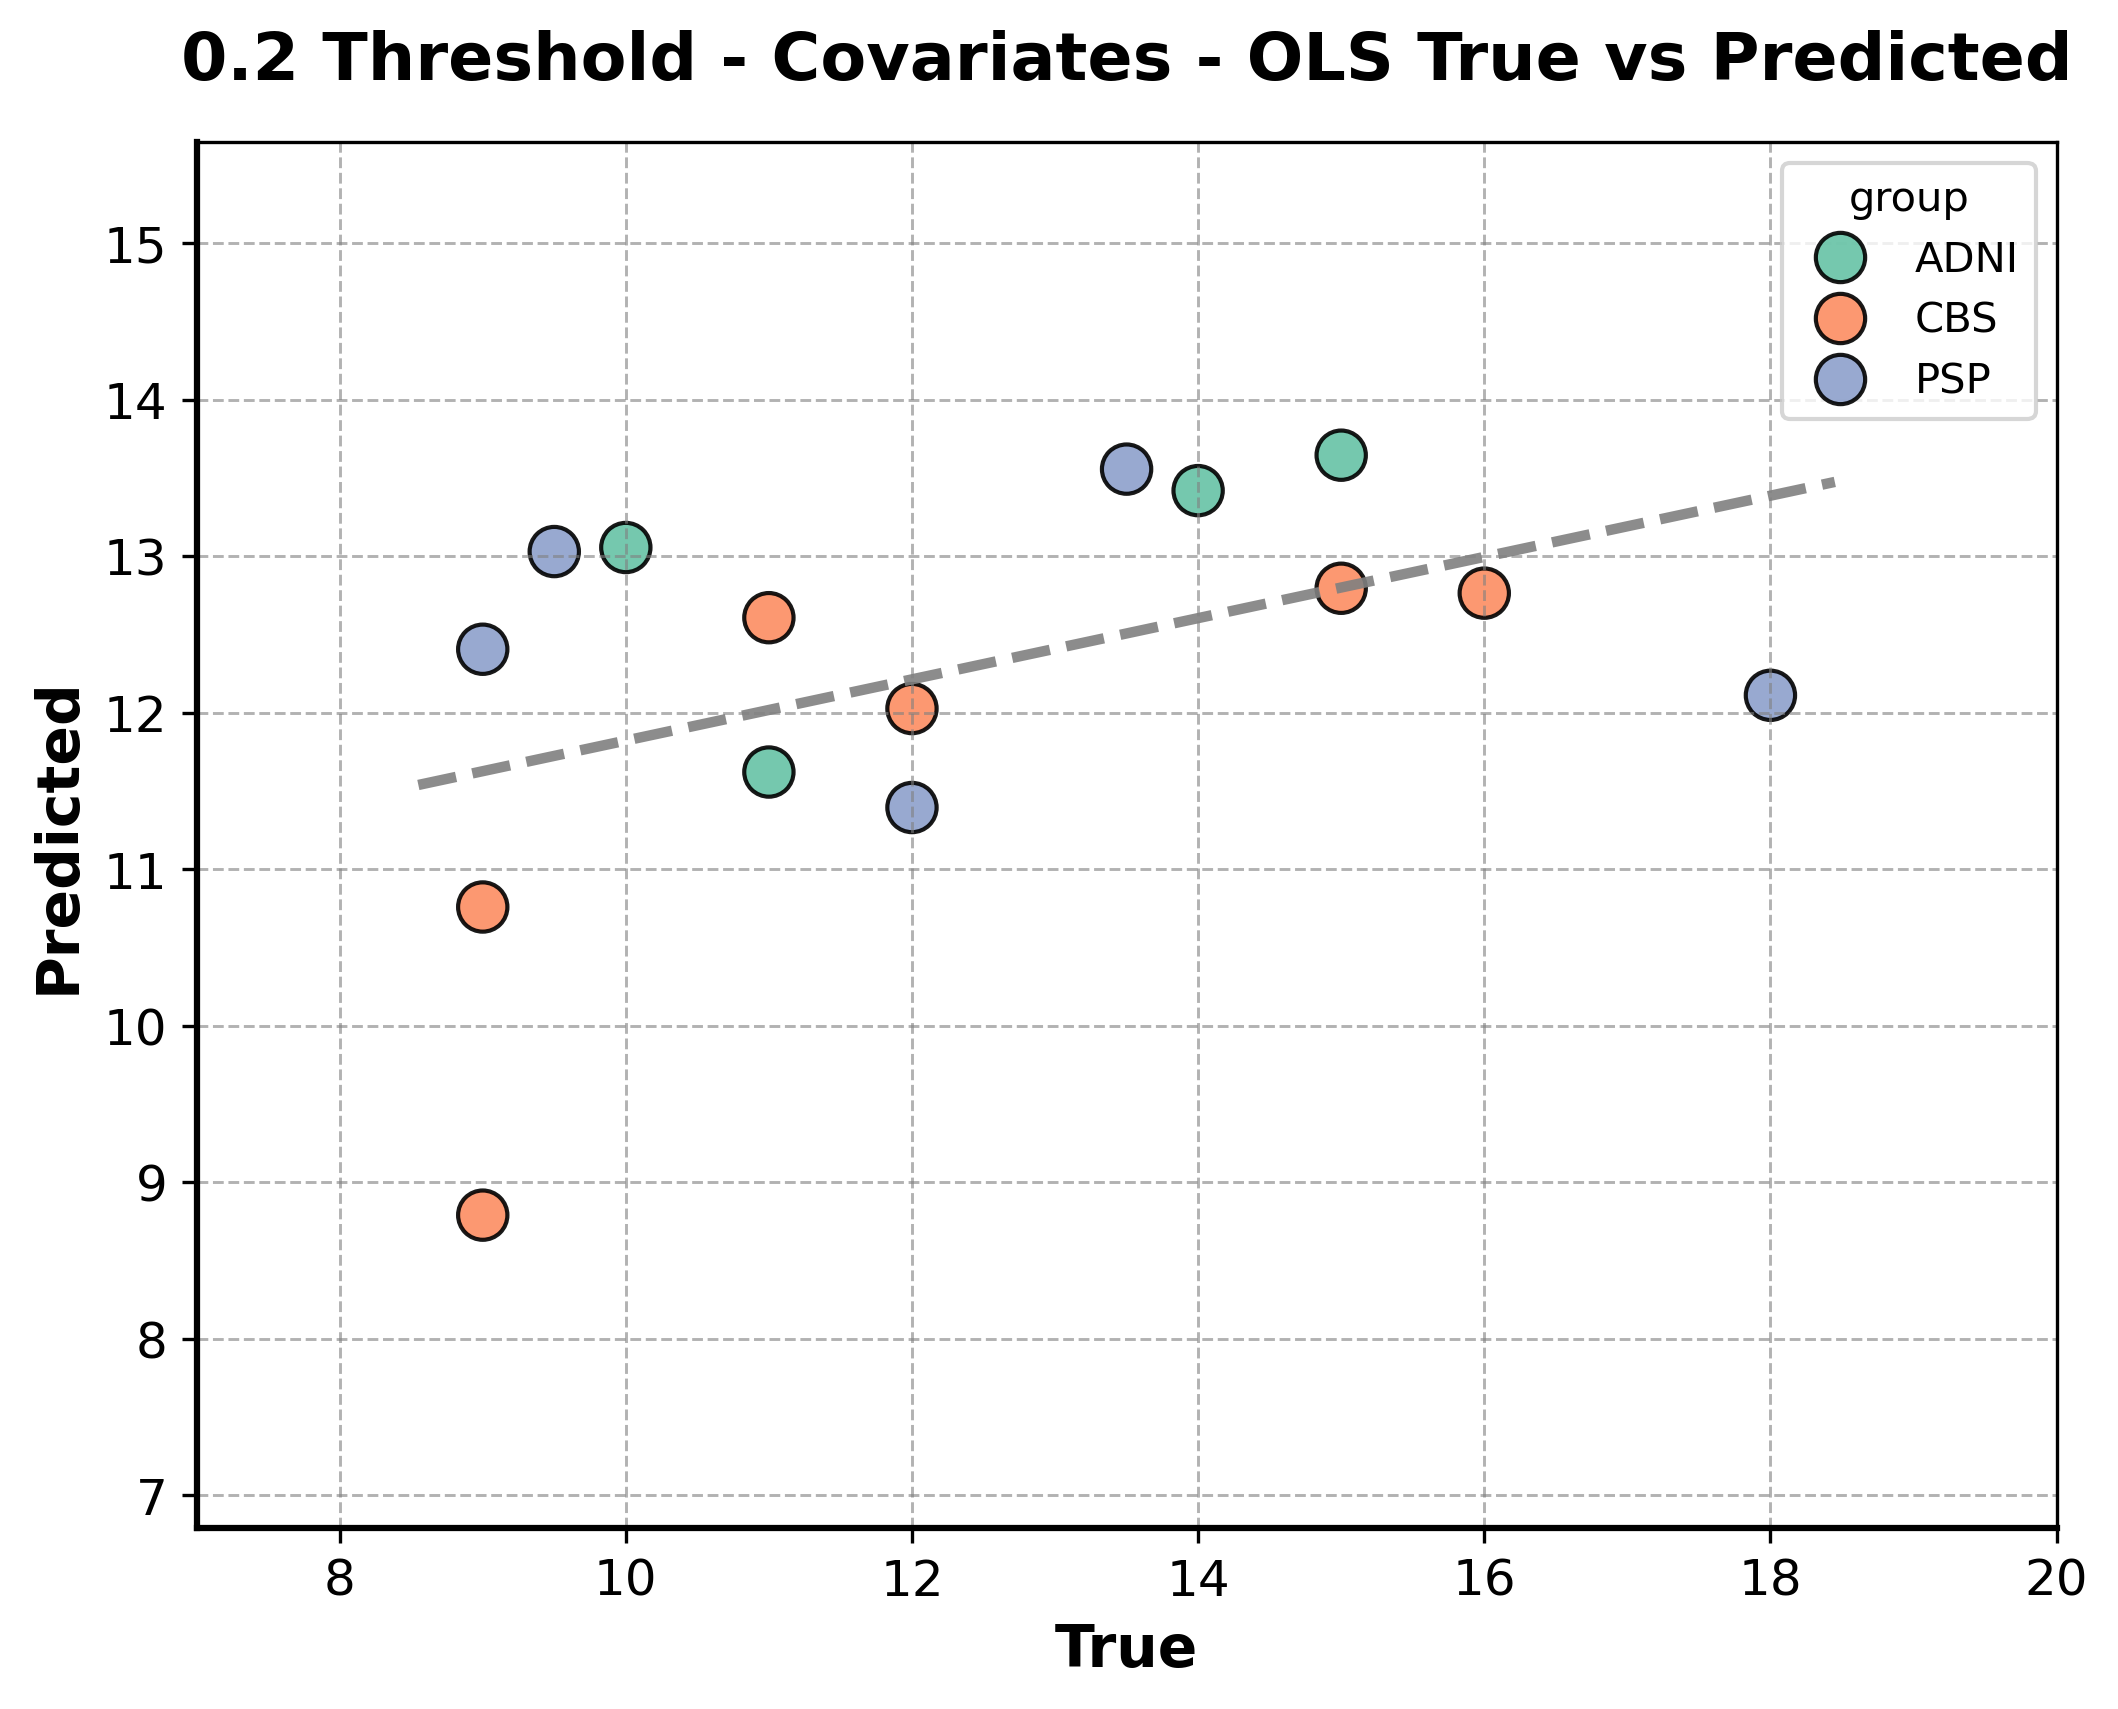 0.2 Threshold - Covariates - OLS True vs Predicted
group
ADNI
CBS
PSP
15
14
13
12
11
10
9
8
7
Predicted
8 10 12 14 16 18 20
True